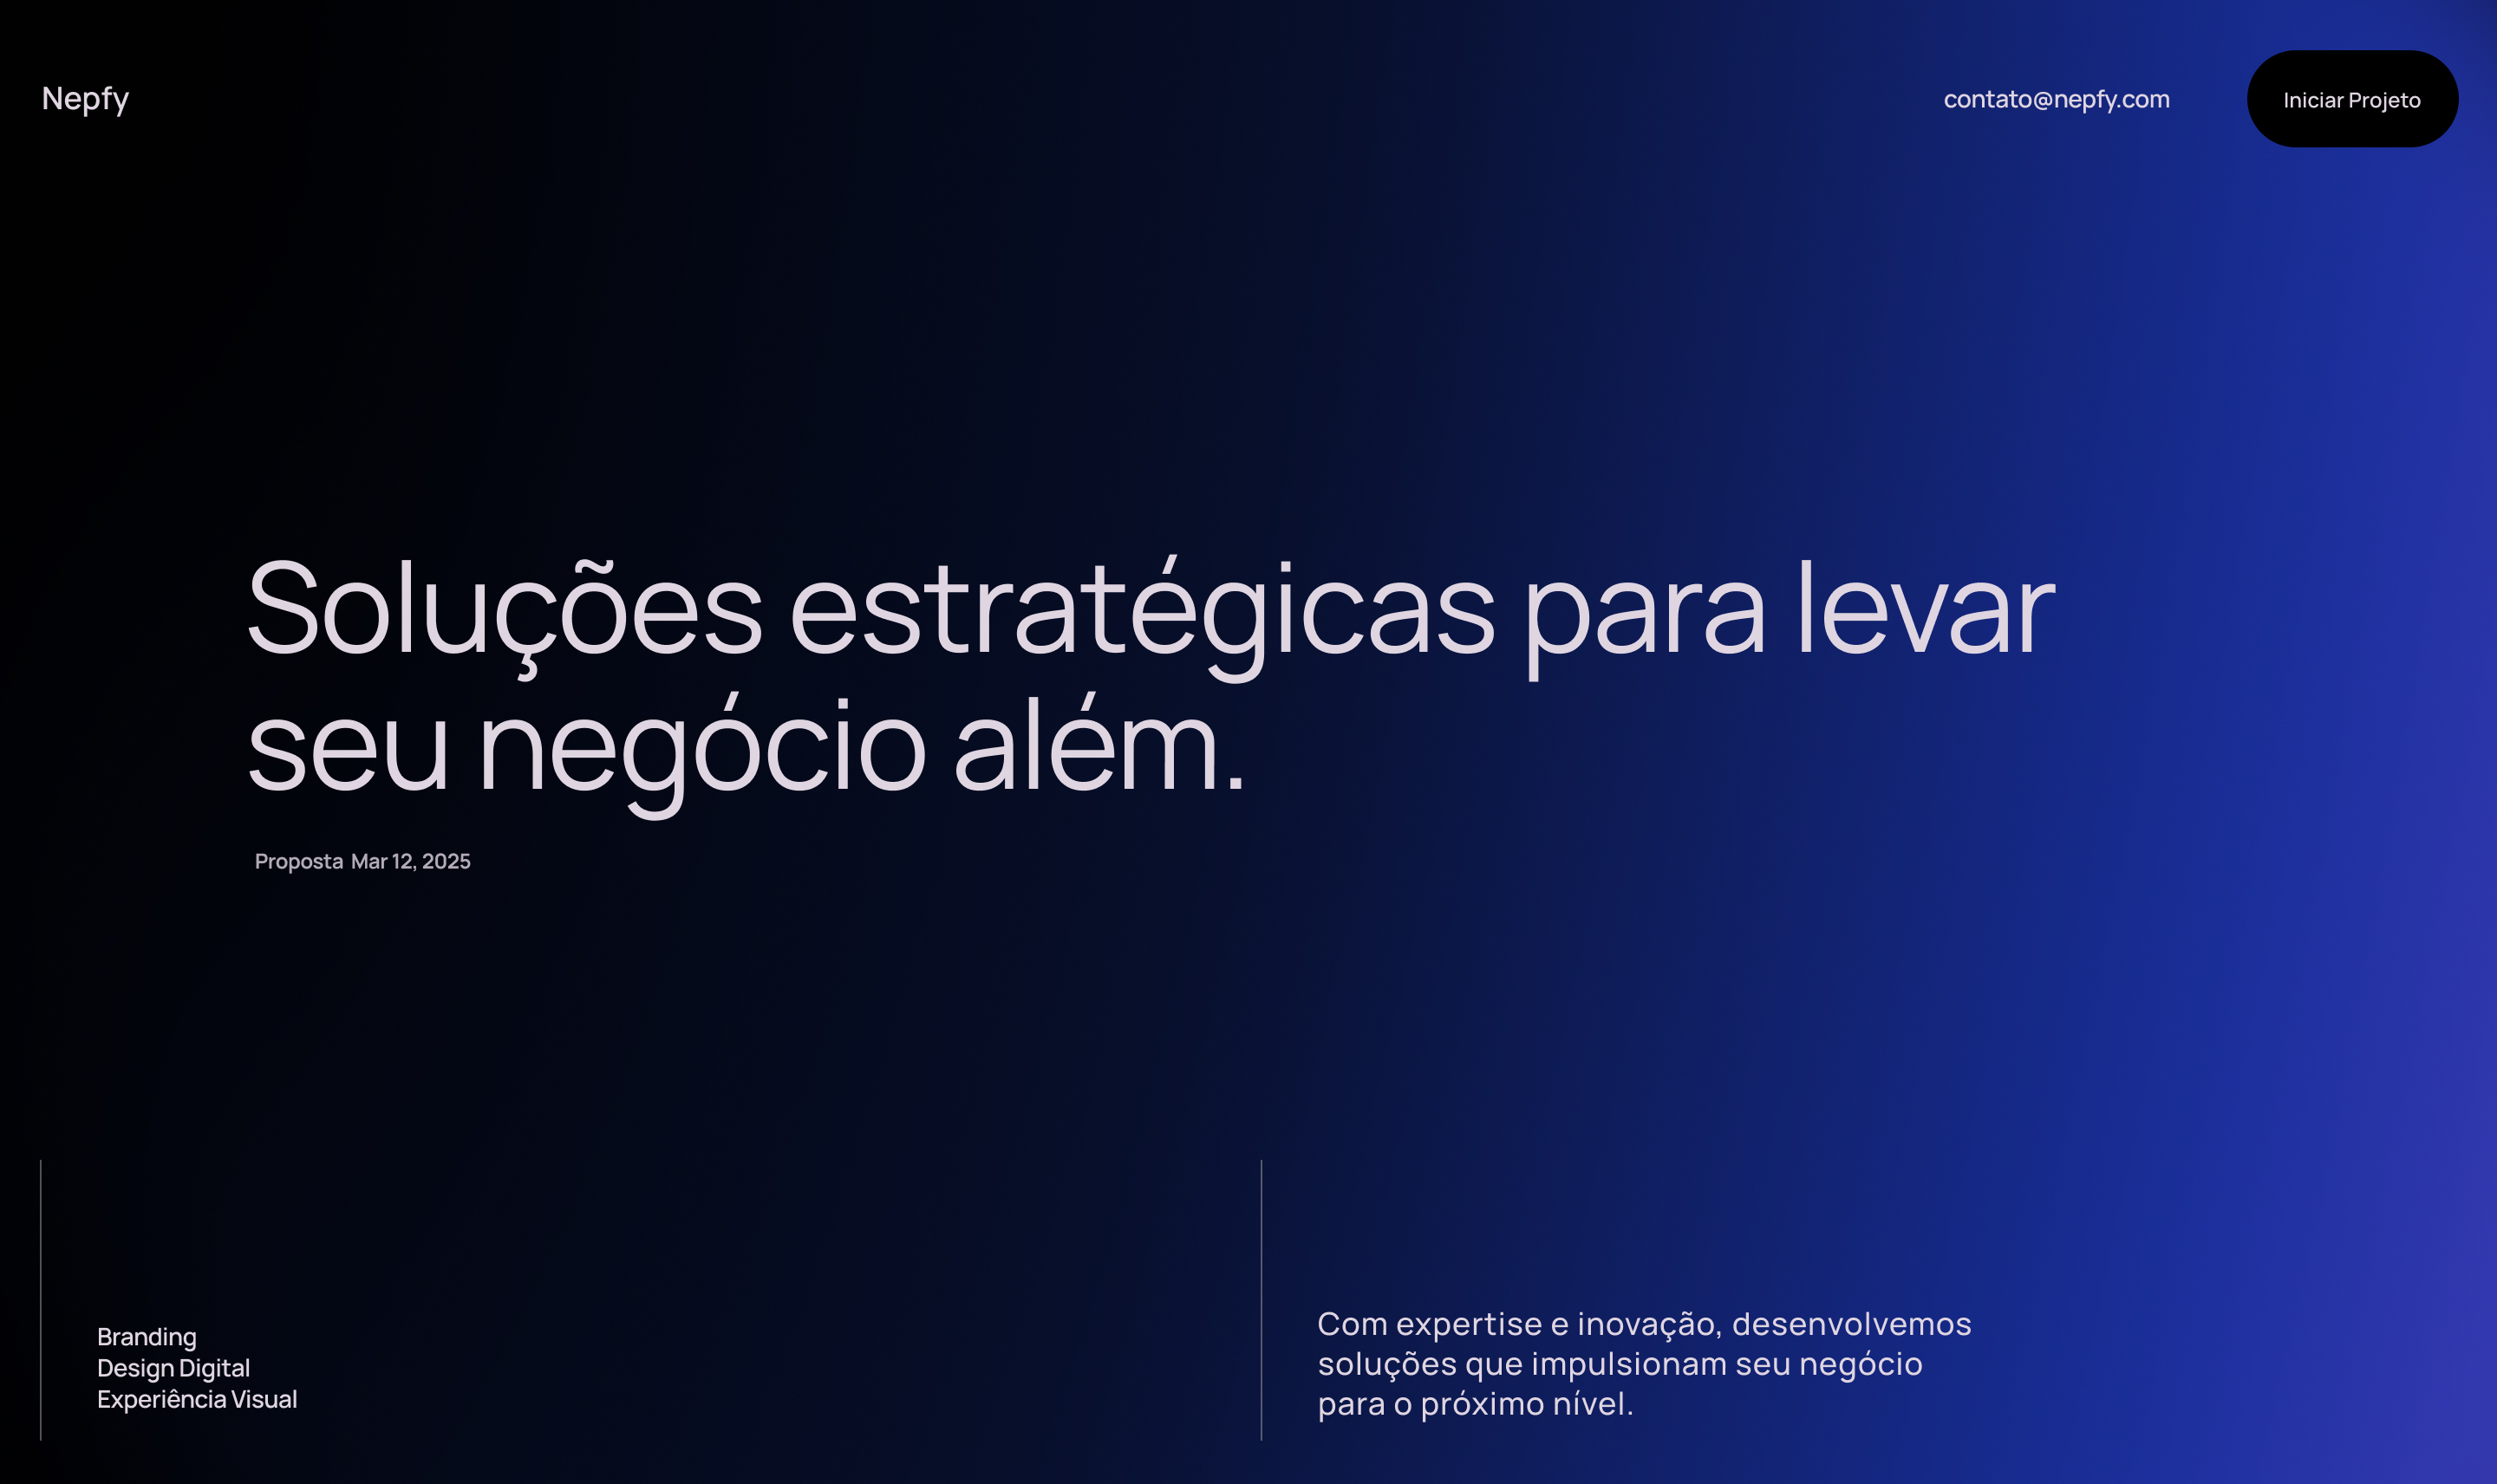 Nepfy
contato@nepfy.com
Iniciar Projeto
Soluções estratégicas para levar
seu negócio além.
Proposta Mar 12, 2025
Branding
Design Digital
Experiência Visual
Com expertise e inovação, desenvolvemos
soluções que impulsionam seu negócio
para o próximo nível.